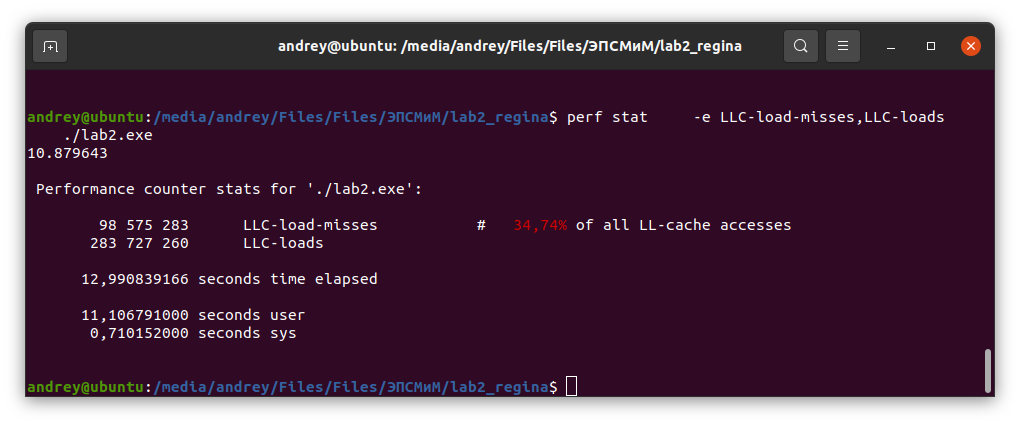 andrey@ubuntu: /media/andrey/Files/Files/ЭПСМиМ/lab2_regina
andrey@ubuntu:/media/andrey/Files/Files/ЭПСМиМ/lab2_regina$ perf stat     -e LLC-load-misses,LLC-loads
    ./lab2.exe
10.879643
 Performance counter stats for './lab2.exe':
        98 575 283      LLC-load-misses           #   34,74% of all LL-cache accesses
       283 727 260      LLC-loads
      12,990839166 seconds time elapsed
      11,106791000 seconds user
       0,710152000 seconds sys
andrey@ubuntu:/media/andrey/Files/Files/ЭПСМиМ/lab2_regina$